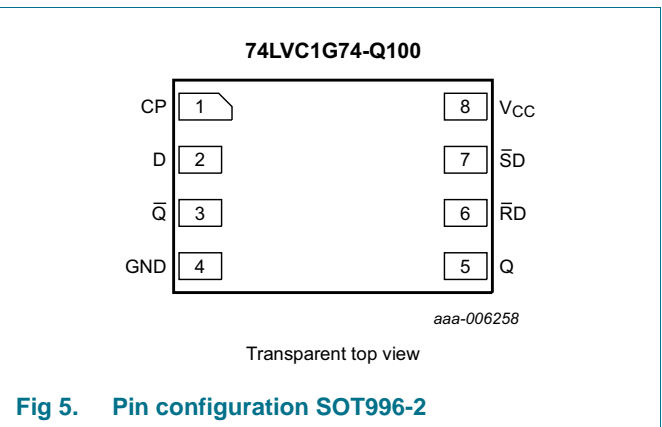 74LVC1G74-Q100
CP 1 8 VCC
D 2 7 S̅D
Q̅ 3 6 R̅D
GND 4 5 Q
aaa-006258
Transparent top view
Fig 5. Pin configuration SOT996-2